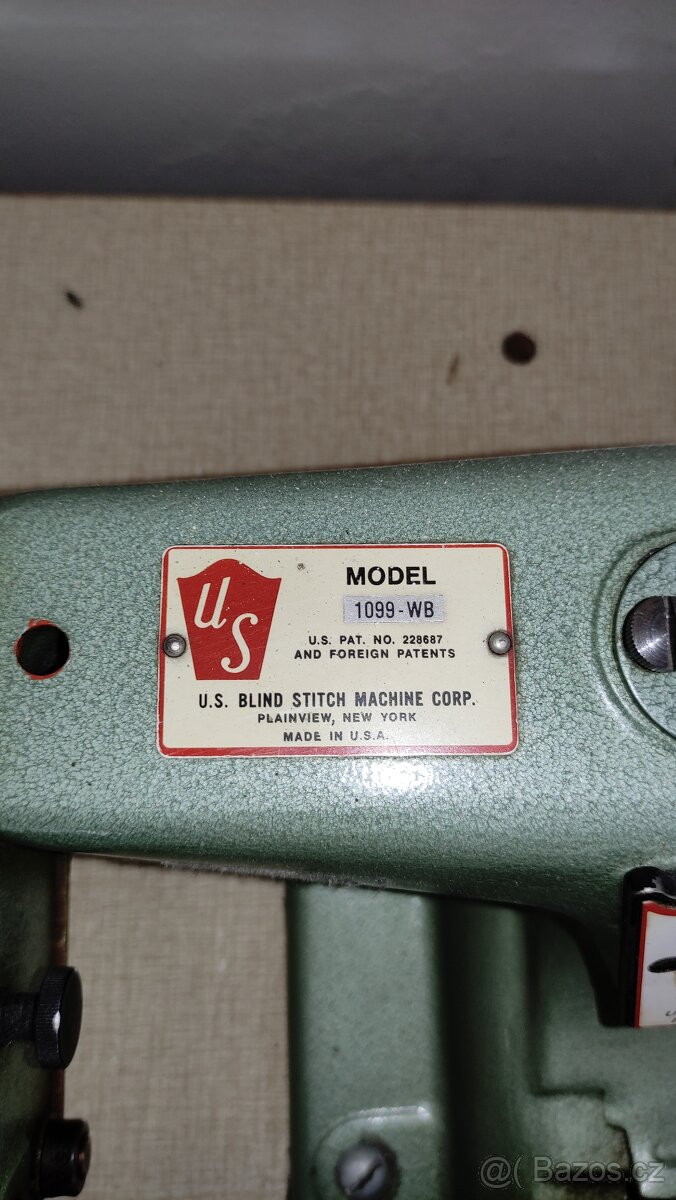 US
MODEL
1099-WB
U.S. PAT. NO. 228687
AND FOREIGN PATENTS
U.S. BLIND STITCH MACHINE CORP.
PLAINVIEW, NEW YORK
MADE IN U.S.A.
@( Bazos.cz